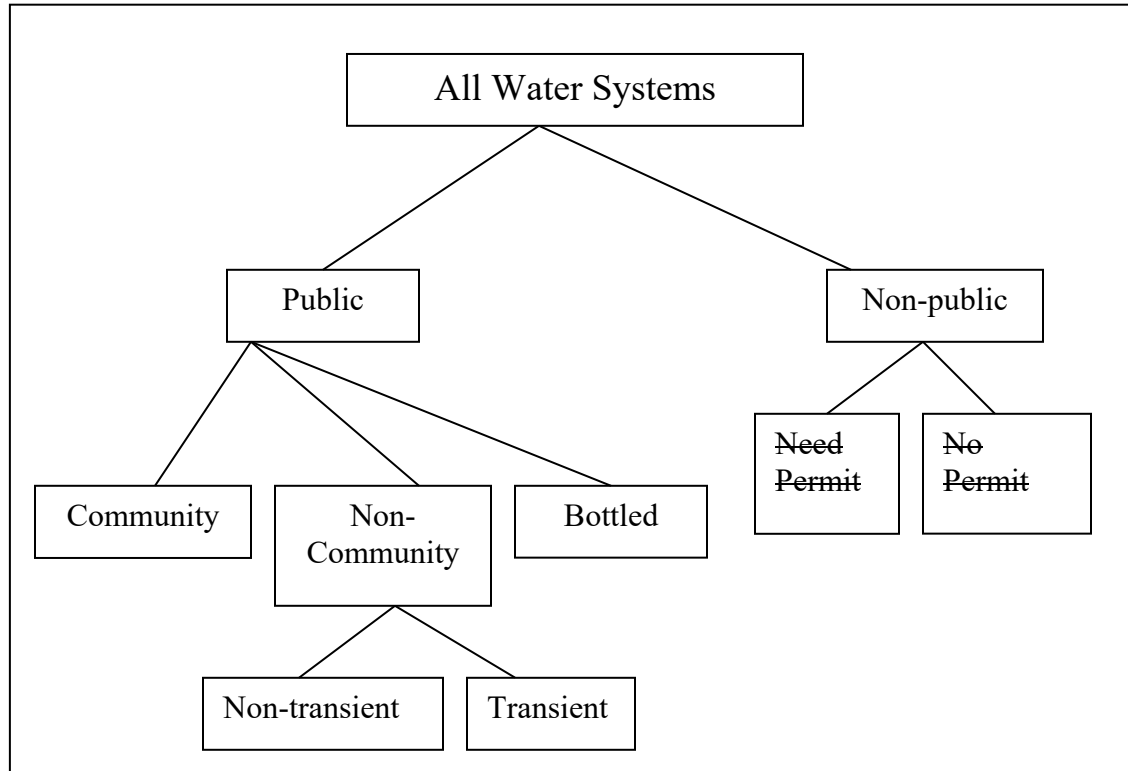 All Water Systems
Public
Non-public
Need
Permit
No
Permit
Community
Non-
Community
Bottled
Non-transient
Transient